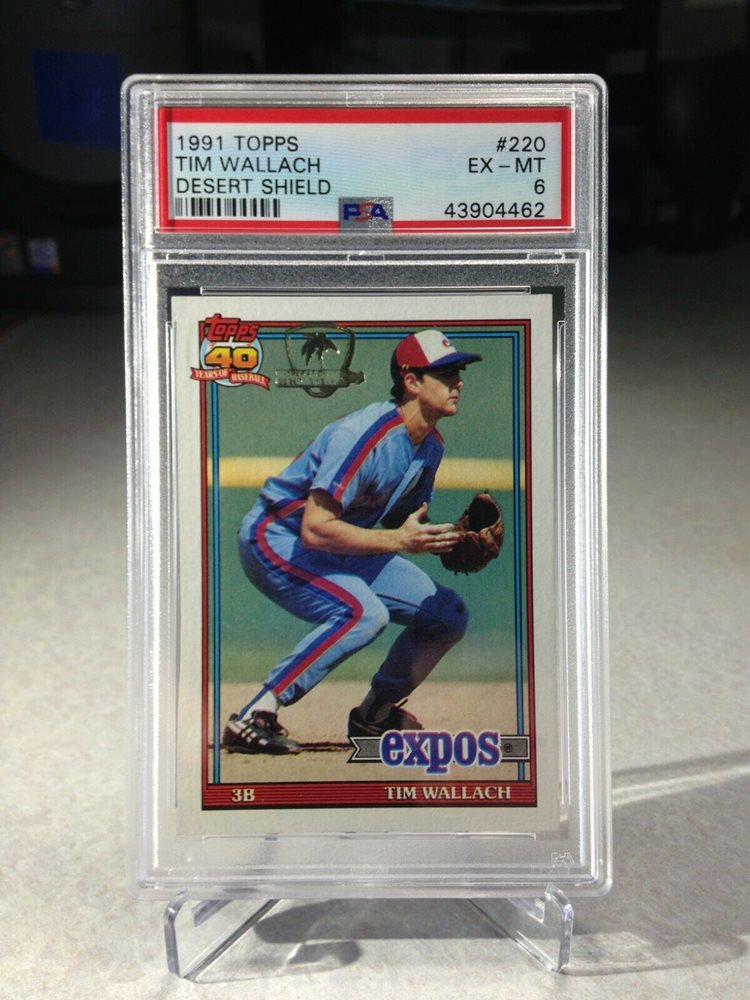 1991 TOPPS
#220
TIM WALLACH
EX - MT
DESERT SHIELD
6
PSA
43904462
TOPPS
40
YEARS OF BASEBALL
expos®
3B
TIM WALLACH